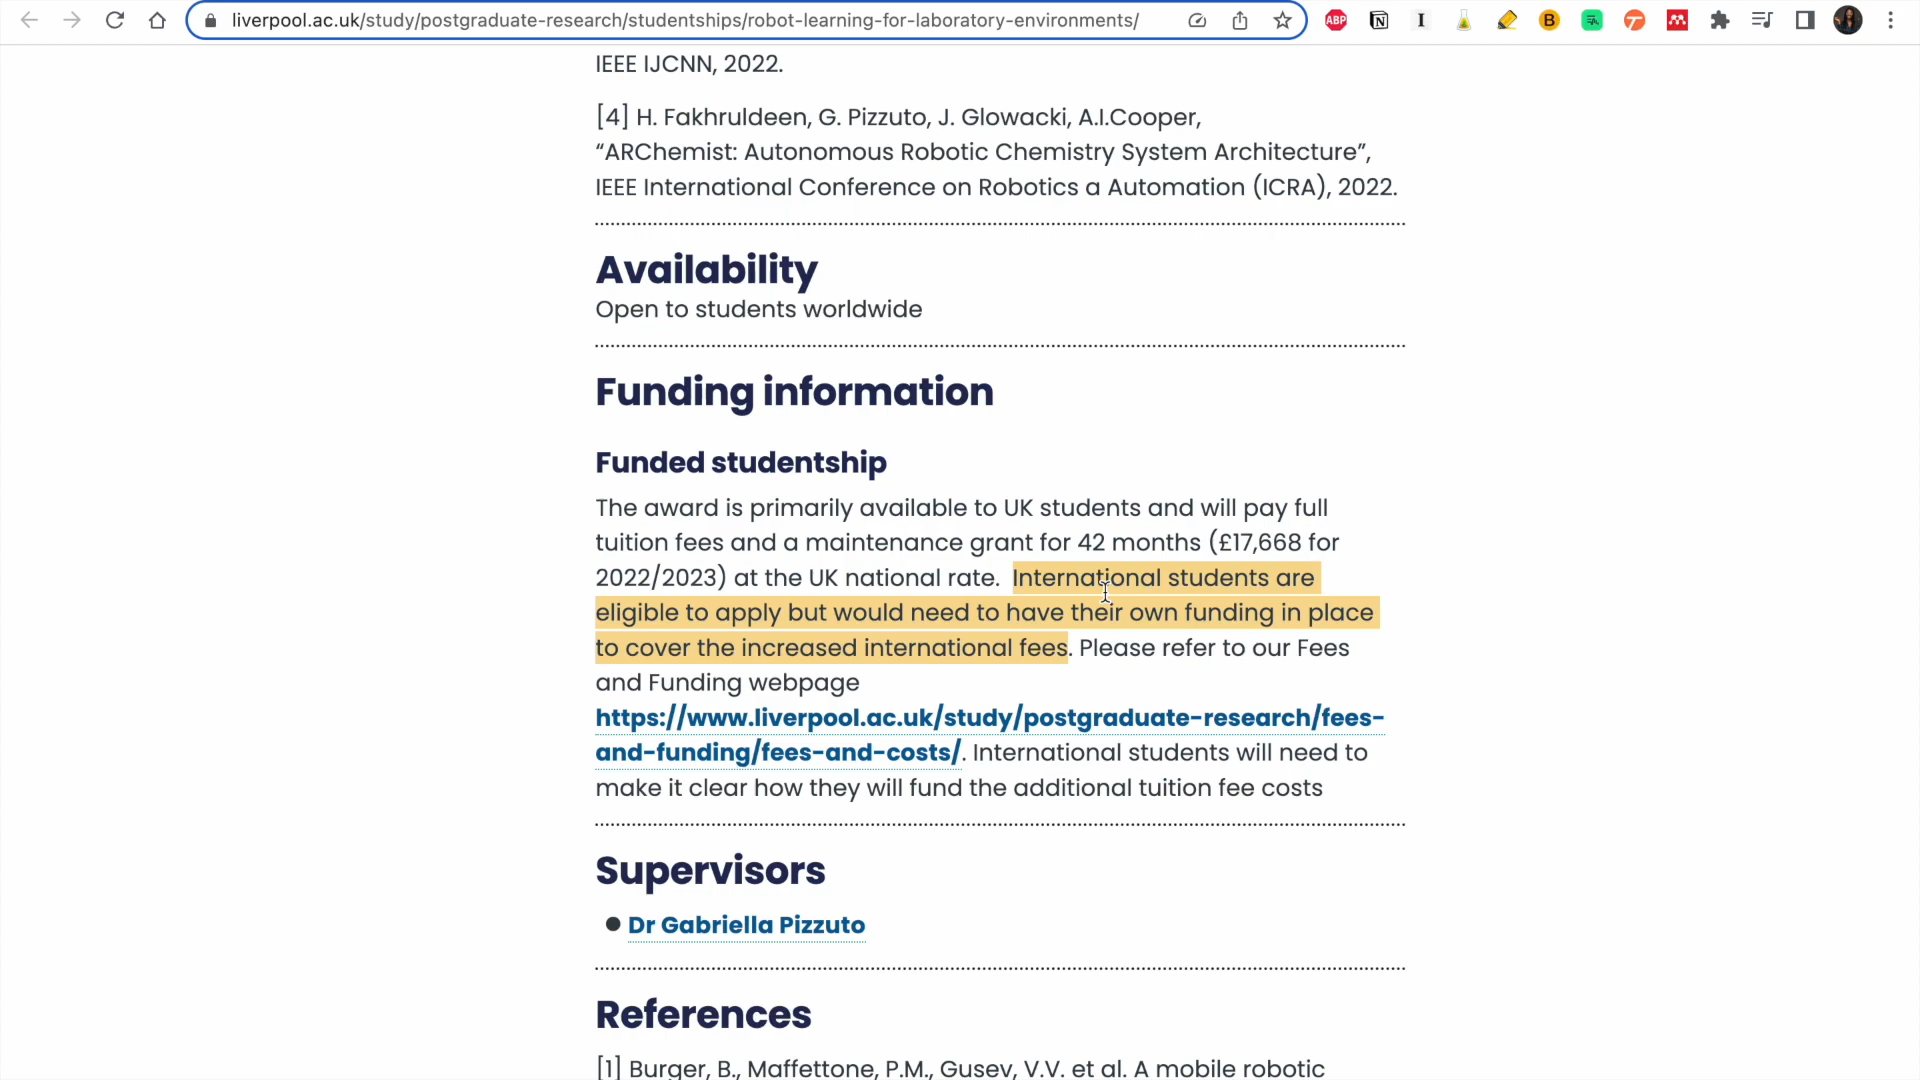 liverpool.ac.uk/study/postgraduate-research/studentships/robot-learning-for-laboratory-environments/
ABP
N
I
B
IEEE IJCNN, 2022.
[4] H. Fakhruldeen, G. Pizzuto, J. Glowacki, A.I.Cooper,
“ARChemist: Autonomous Robotic Chemistry System Architecture”,
IEEE International Conference on Robotics a Automation (ICRA), 2022.
Availability
Open to students worldwide
Funding information
Funded studentship
The award is primarily available to UK students and will pay full
tuition fees and a maintenance grant for 42 months (£17,668 for
2022/2023) at the UK national rate. International students are
eligible to apply but would need to have their own funding in place
to cover the increased international fees. Please refer to our Fees
and Funding webpage
https://www.liverpool.ac.uk/study/postgraduate-research/fees-
and-funding/fees-and-costs/. International students will need to
make it clear how they will fund the additional tuition fee costs
Supervisors
Dr Gabriella Pizzuto
References
[1] Burger, B., Maffettone, P.M., Gusev, V.V. et al. A mobile robotic